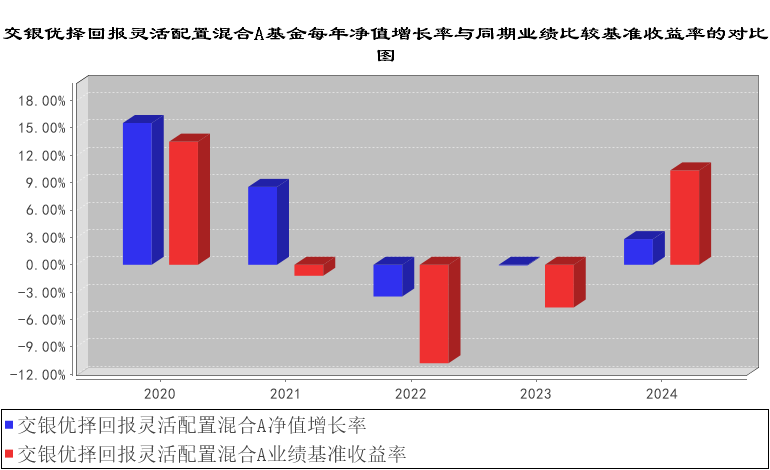 交银优择回报灵活配置混合A基金每年净值增长率与同期业绩比较基准收益率的对比
图
18.00%
15.00%
12.00%
9.00%
6.00%
3.00%
0.00%
-3.00%
-6.00%
-9.00%
-12.00%
2020 2021 2022 2023 2024
交银优择回报灵活配置混合A净值增长率
交银优择回报灵活配置混合A业绩基准收益率